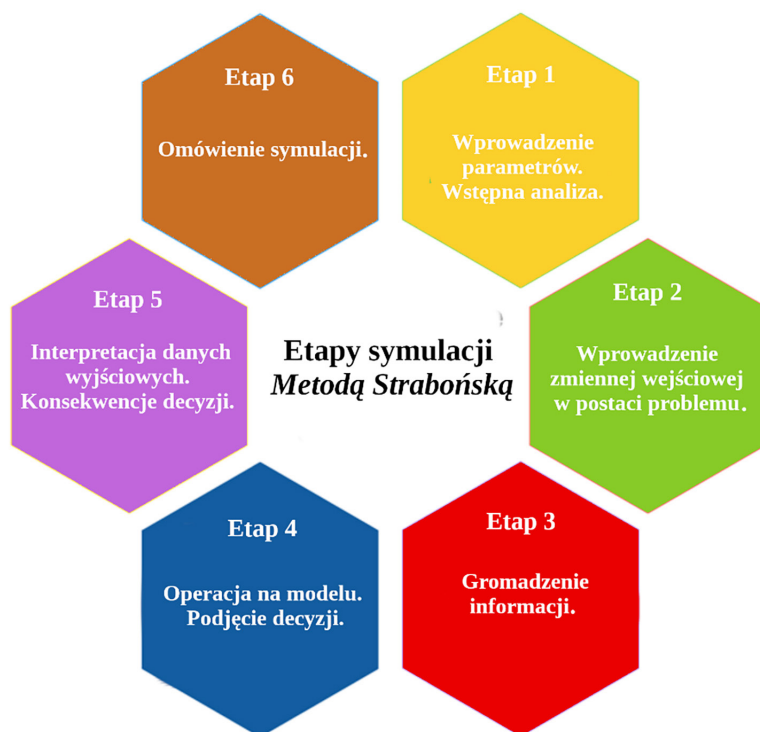 Etap 6
Omówienie symulacji.
Etap 1
Wprowadzenie
parametrów.
Wstępna analiza.
Etap 5
Interpretacja danych
wyjściowych.
Konsekwencje decyzji.
Etapy symulacji
Metodą Strabońską
Etap 2
Wprowadzenie
zmiennej wejściowej
w postaci problemu.
Etap 4
Operacja na modelu.
Podjęcie decyzji.
Etap 3
Gromadzenie
informacji.